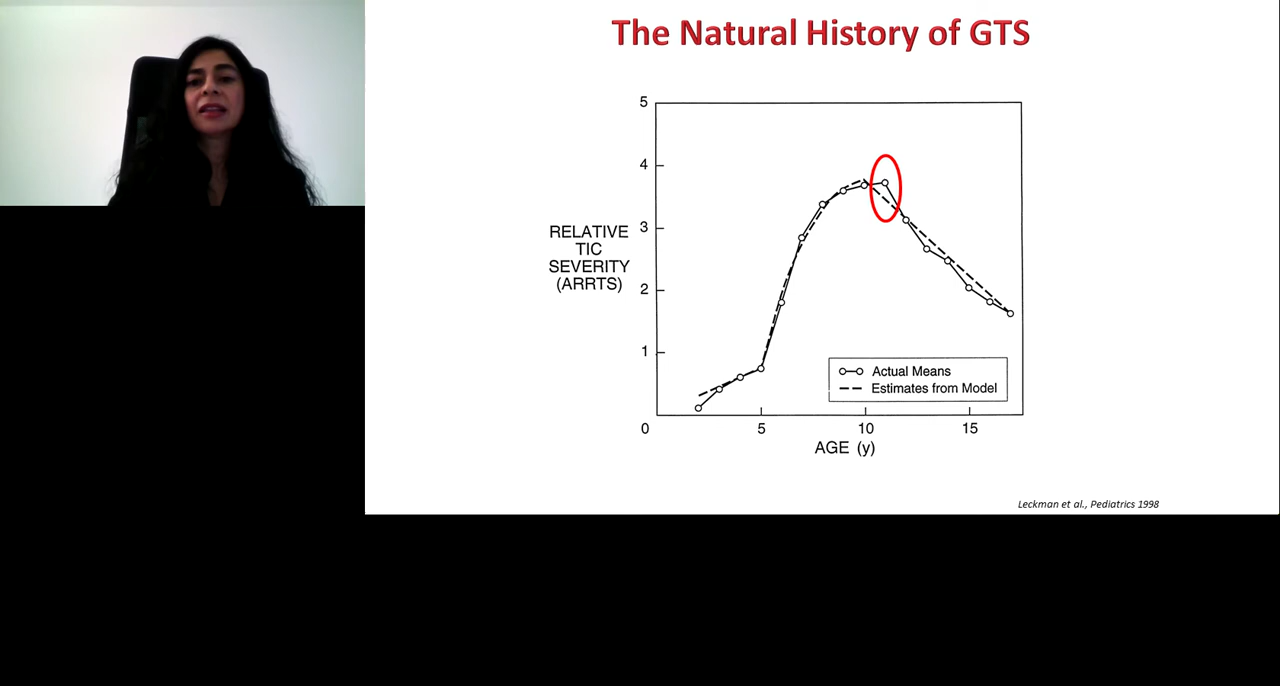 The Natural History of GTS
5
4
3
2
1
RELATIVE
TIC
SEVERITY
(ARRTS)
Actual Means
Estimates from Model
0 5 10 15
AGE (y)
Leckman et al., Pediatrics 1998